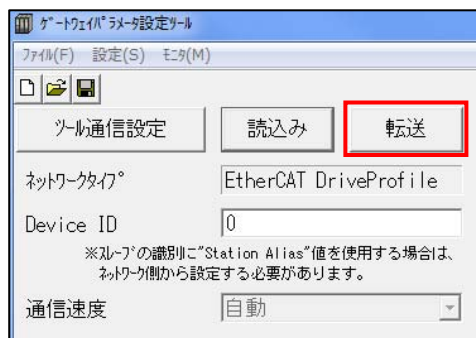 ｹﾞｰﾄｳｪｲﾊﾟﾗﾒｰﾀ設定ﾂｰﾙ
ﾌｧｲﾙ(F) 設定(S) ﾓﾆﾀ(M)
ﾂｰﾙ通信設定 読込み 転送
ﾈｯﾄﾜｰｸﾀｲﾌﾟ EtherCAT DriveProfile
Device ID 0
※ｽﾚｰﾌﾞの識別に"Station Alias"値を使用する場合は、
ﾈｯﾄﾜｰｸ側から設定する必要があります。
通信速度 自動